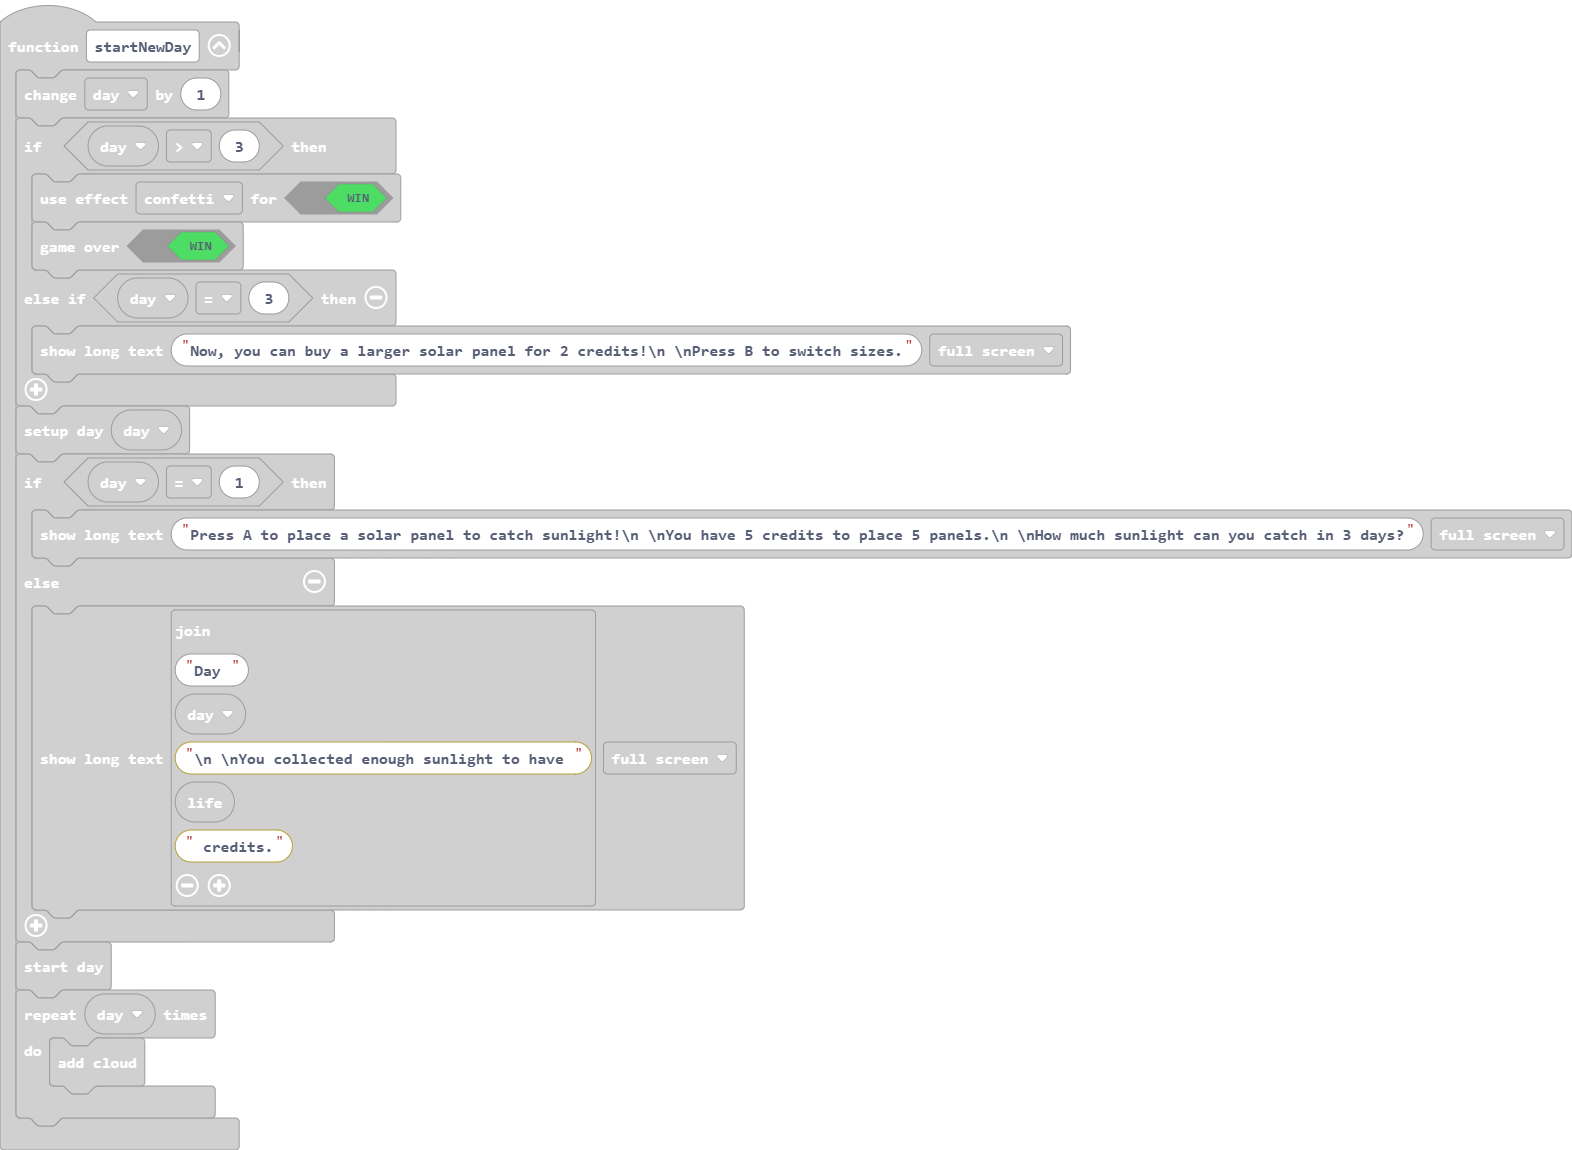 function startNewDay
change day by 1
if day > 3 then
use effect confetti for WIN
game over WIN
else if day = 3 then
show long text "Now, you can buy a larger solar panel for 2 credits!\n \nPress B to switch sizes." full screen
setup day day
if day = 1 then
show long text "Press A to place a solar panel to catch sunlight!\n \nYou have 5 credits to place 5 panels.\n \nHow much sunlight can you catch in 3 days?" full screen
else
join
"Day "
day
show long text "\n \nYou collected enough sunlight to have " full screen
life
" credits."
start day
repeat day times
do
add cloud